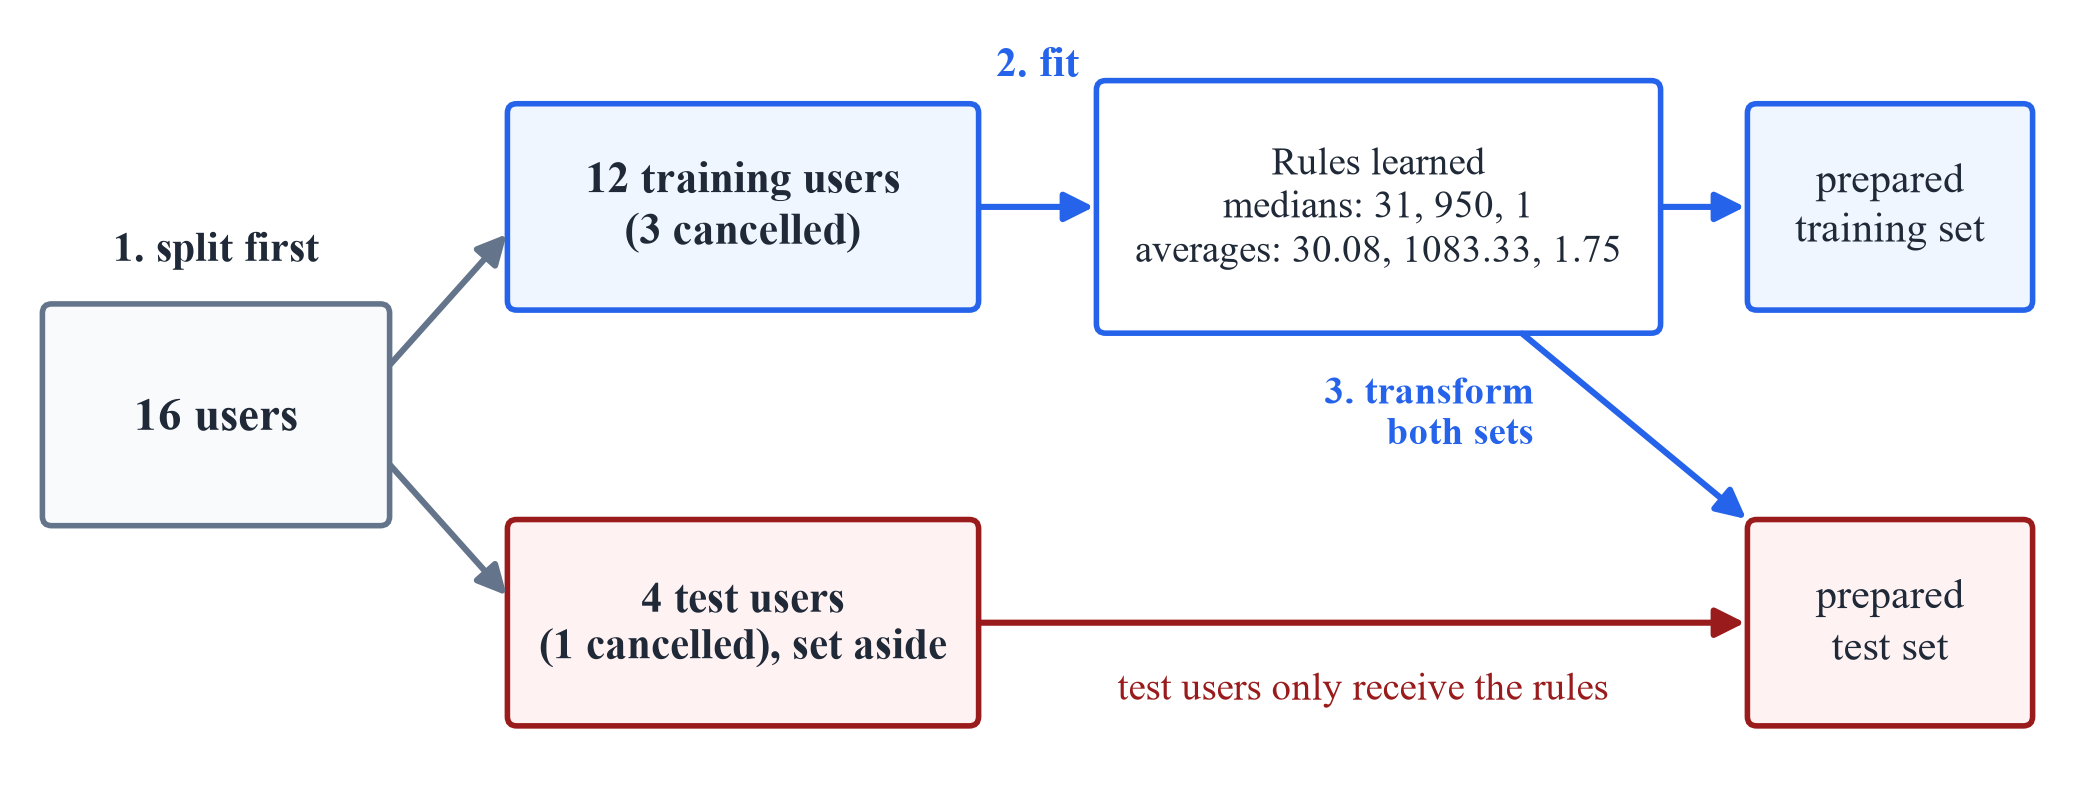 1. split first
16 users
12 training users
(3 cancelled)
2. fit
Rules learned
medians: 31, 950, 1
averages: 30.08, 1083.33, 1.75
prepared
training set
3. transform
both sets
4 test users
(1 cancelled), set aside
test users only receive the rules
prepared
test set